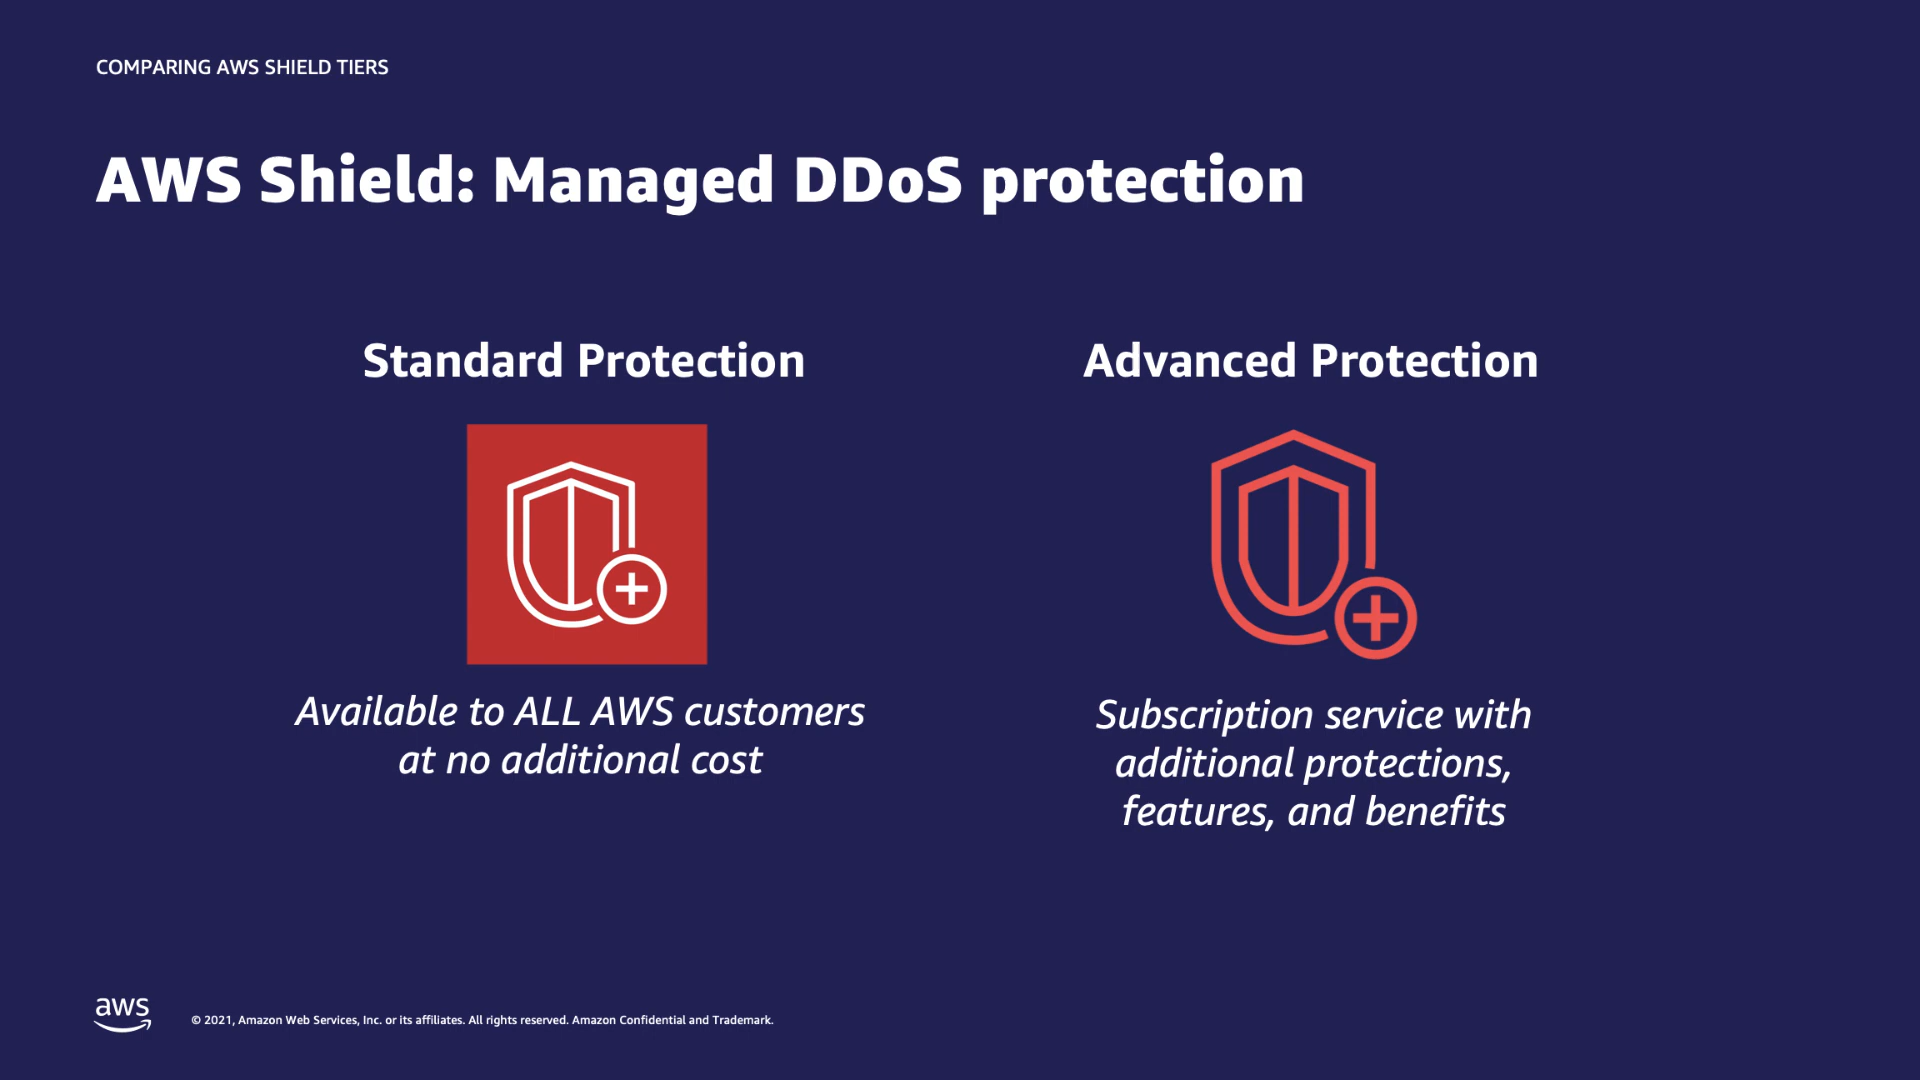 COMPARING AWS SHIELD TIERS
AWS Shield: Managed DDoS protection
Standard Protection
Available to ALL AWS customers
at no additional cost
Advanced Protection
Subscription service with
additional protections,
features, and benefits
aws
© 2021, Amazon Web Services, Inc. or its affiliates. All rights reserved. Amazon Confidential and Trademark.